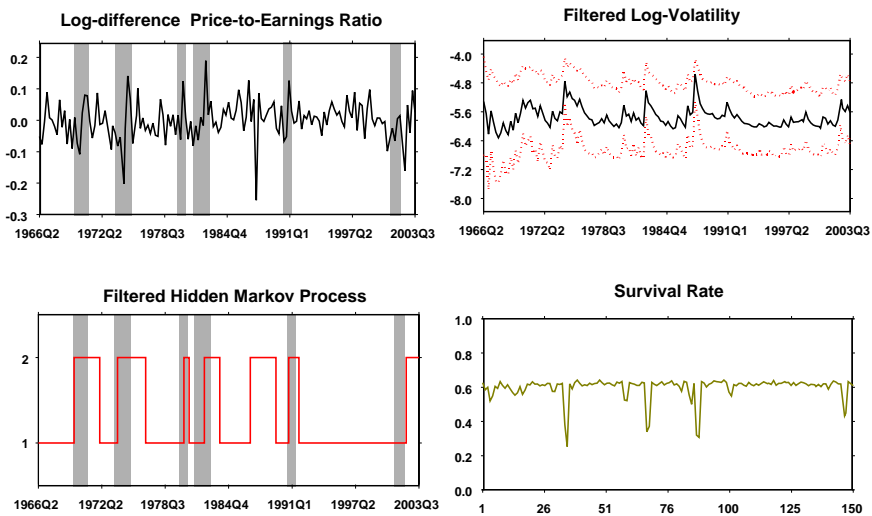 Log-difference Price-to-Earnings Ratio
0.2
0.1
0.0
-0.1
-0.2
-0.3
1966Q2 1972Q2 1978Q3 1984Q4 1991Q1 1997Q2 2003Q3
Filtered Log-Volatility
-4.0
-4.8
-5.6
-6.4
-7.2
-8.0
1966Q2 1972Q2 1978Q3 1984Q4 1991Q1 1997Q2 2003Q3
Filtered Hidden Markov Process
2
1
1966Q2 1972Q2 1978Q3 1984Q4 1991Q1 1997Q2 2003Q3
Survival Rate
1.0
0.8
0.6
0.4
0.2
0.0
1 26 51 76 100 125 150